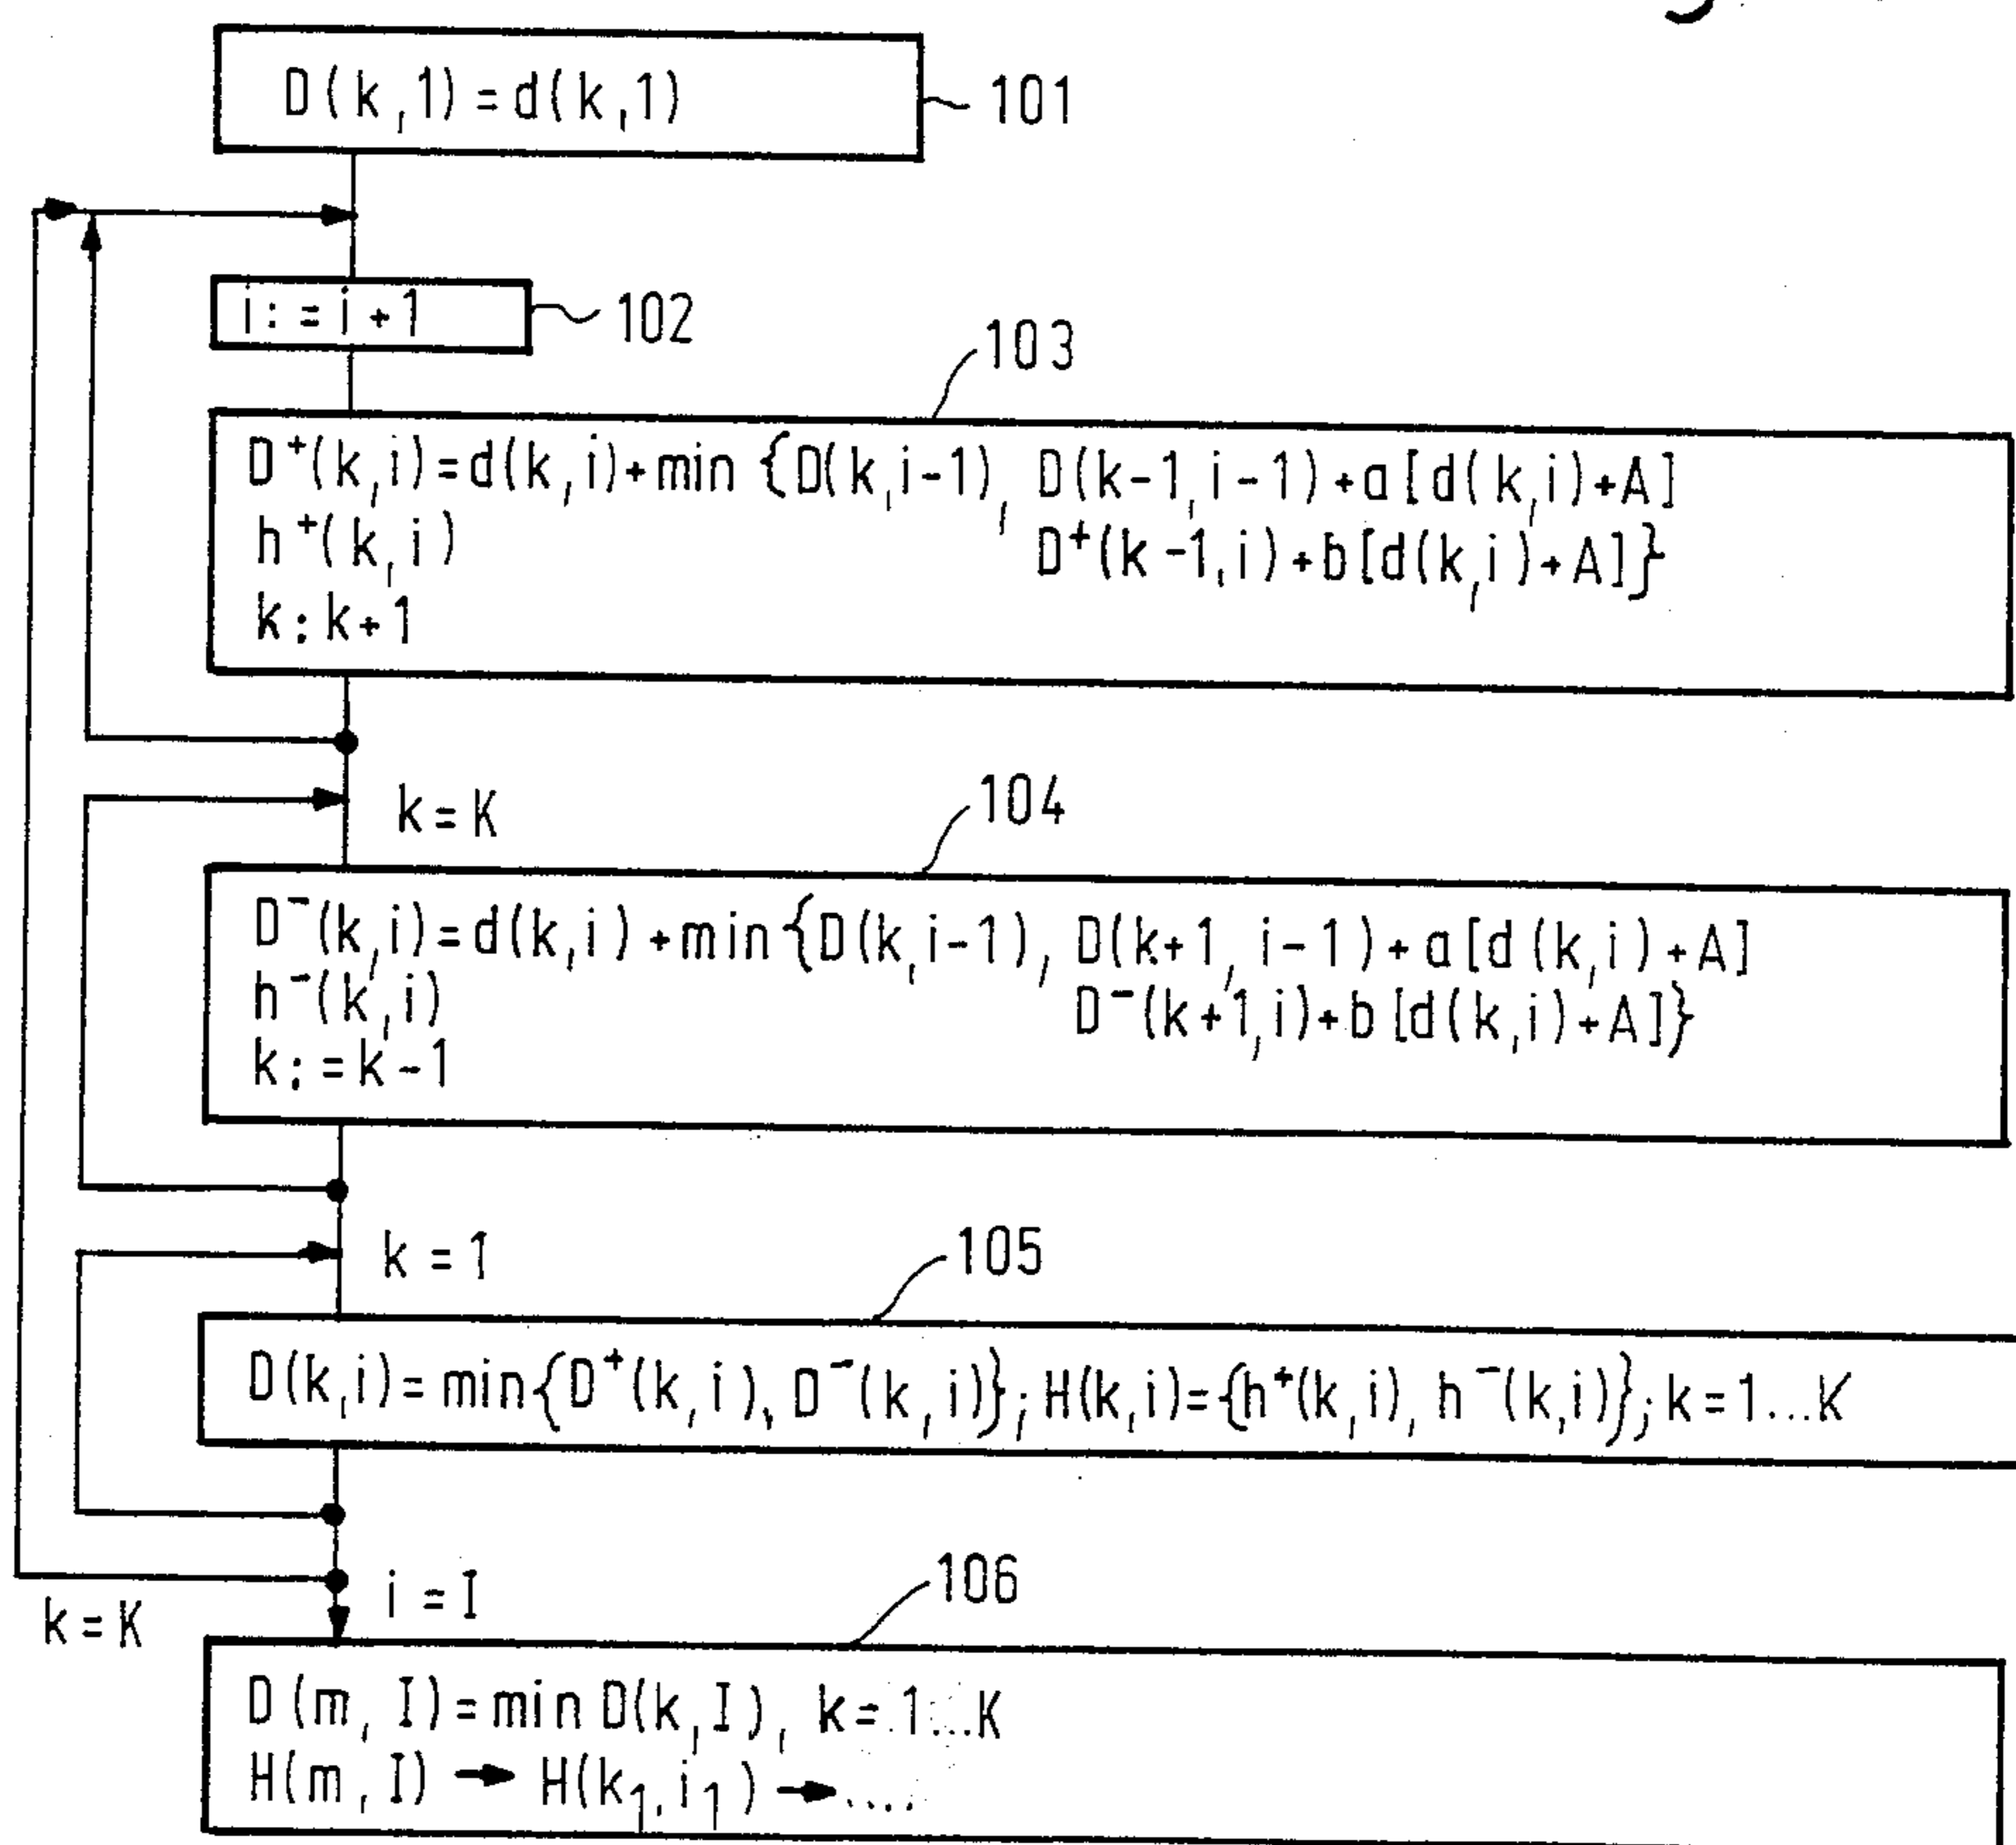 D(k,1)=d(k,1)
101
i:=i+1
102
103
D⁺(k,i)=d(k,i)+min {D(k,i-1), D(k-1,i-1)+a[d(k,i)+A]
h⁺(k,i) D⁺(k-1,i)+b[d(k,i)+A]}
k:k+1
k=K
104
D⁻(k,i)=d(k,i)+min{D(k,i-1), D(k+1,i-1)+a[d(k,i)+A]
h⁻(k,i) D⁻(k+1,i)+b[d(k,i)+A]}
k:=k-1
k=1
105
D(k,i)=min{D⁺(k,i), D⁻(k,i)}; H(k,i)={h⁺(k,i), h⁻(k,i)}; k=1...K
i=I
k=K
106
D(m,I)=min D(k,I), k=1...K
H(m,I)→H(k₁,i₁)→....